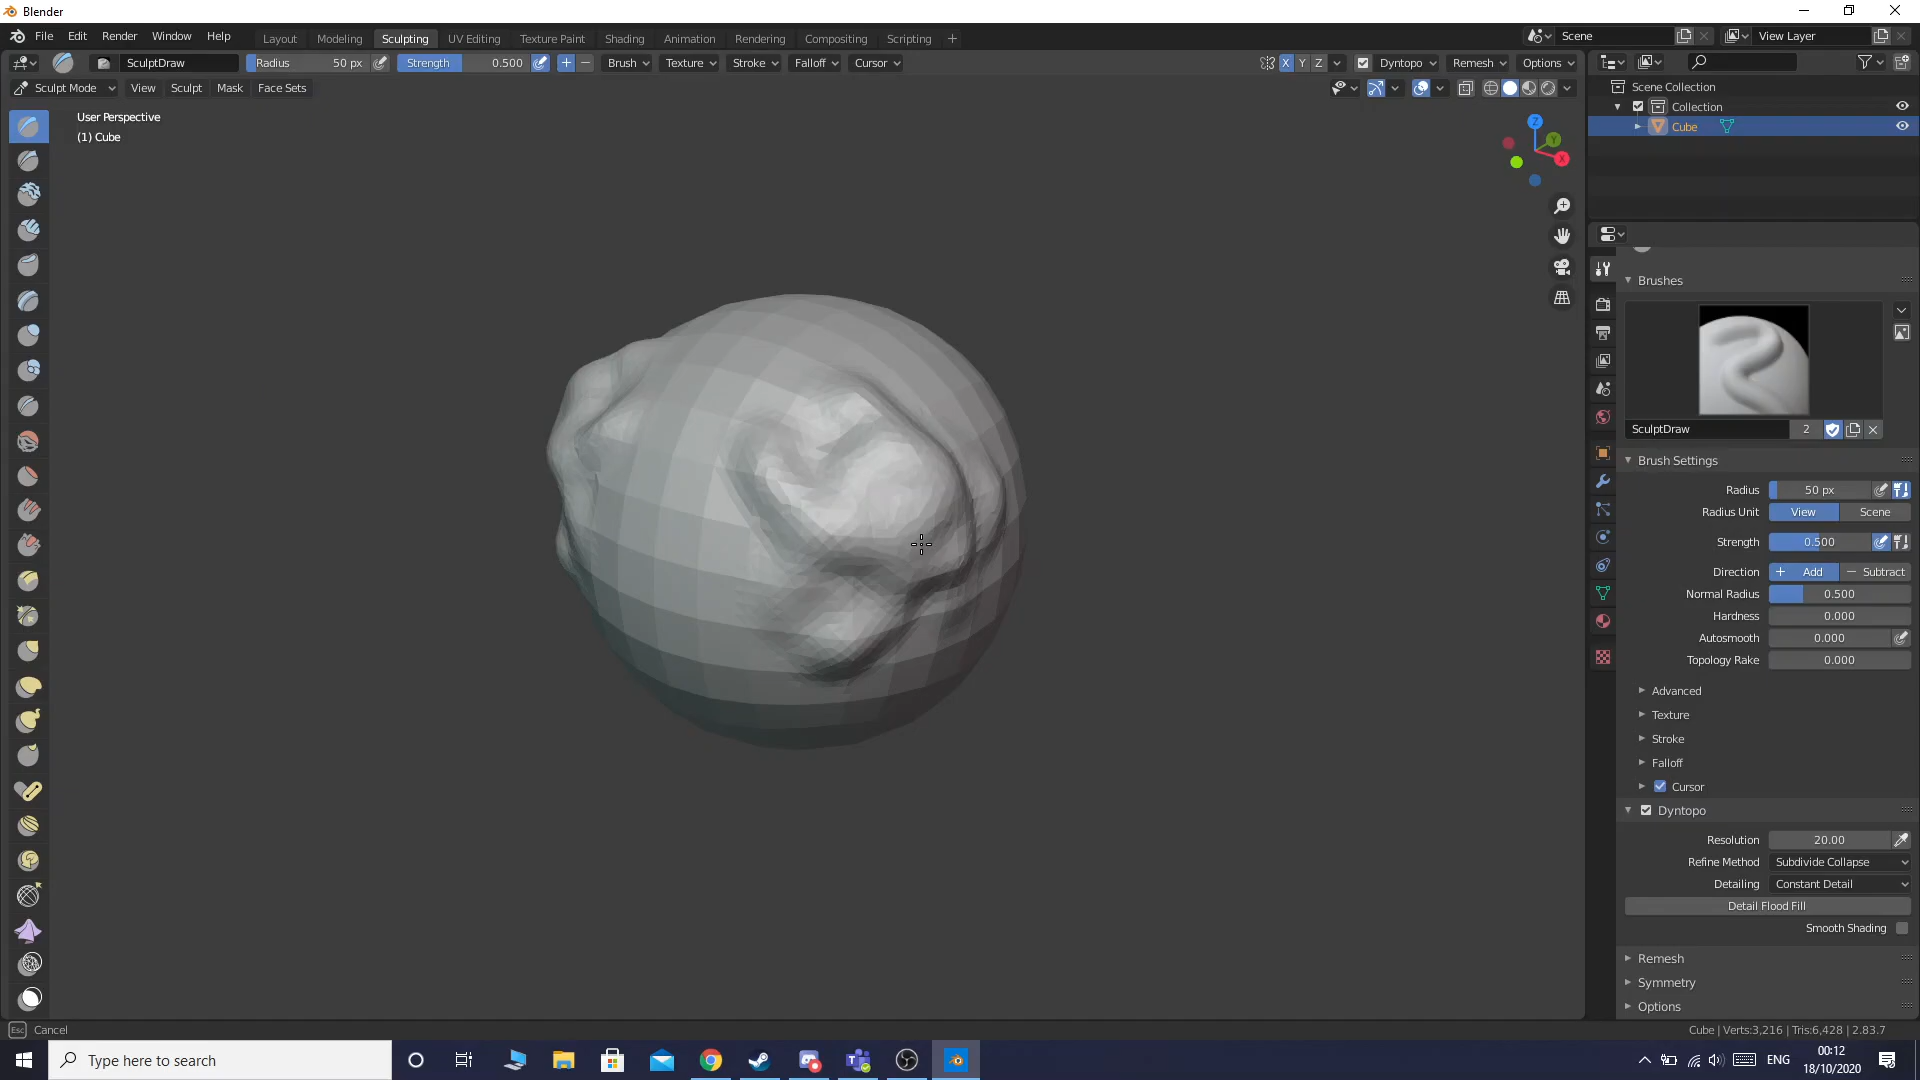 Blender
File Edit Render Window Help Layout Modeling Sculpting UV Editing Texture Paint Shading Animation Rendering Compositing Scripting + Scene View Layer
SculptDraw Radius 50 px Strength 0.500 + − Brush Texture Stroke Falloff Cursor X Y Z Dyntopo Remesh Options
Sculpt Mode View Sculpt Mask Face Sets
User Perspective
(1) Cube
Z
Y
X
Scene Collection
Collection
Cube
Brushes
SculptDraw 2
Brush Settings
Radius 50 px
Radius Unit View Scene
Strength 0.500
Direction + Add − Subtract
Normal Radius 0.500
Hardness 0.000
Autosmooth 0.000
Topology Rake 0.000
Advanced
Texture
Stroke
Falloff
Cursor
Dyntopo
Resolution 20.00
Refine Method Subdivide Collapse
Detailing Constant Detail
Detail Flood Fill
Smooth Shading
Remesh
Symmetry
Options
Esc Cancel
Cube | Verts:3,216 | Tris:6,428 | 2.83.7
Type here to search
ENG
00:12
18/10/2020